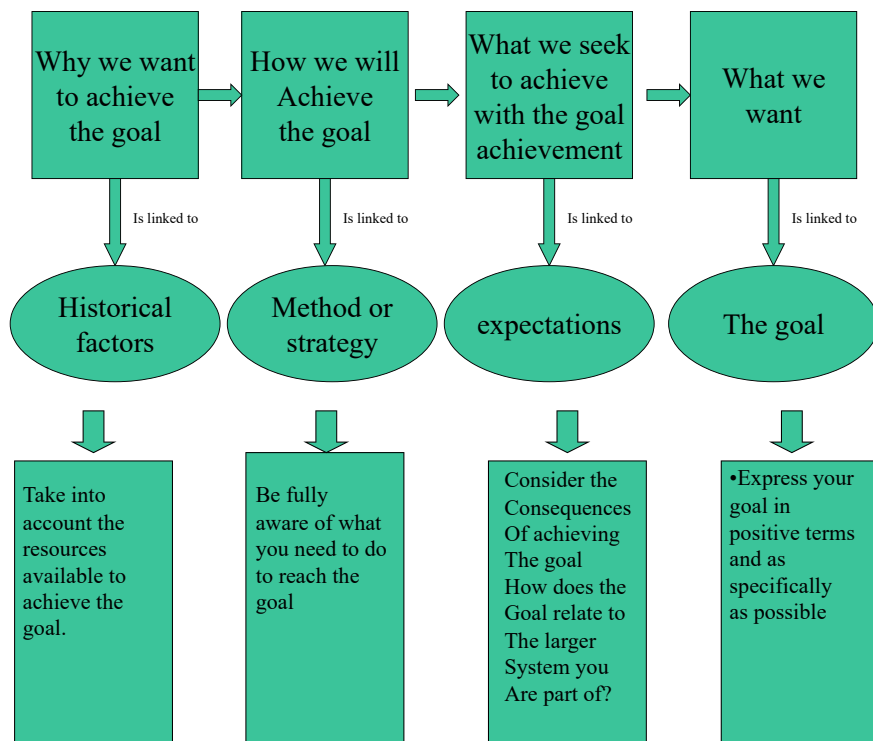 Why we want
to achieve
the goal
How we will
Achieve
the goal
What we seek
to achieve
with the goal
achievement
What we
want
Is linked to
Is linked to
Is linked to
Is linked to
Historical
factors
Method or
strategy
expectations
The goal
Take into
account the
resources
available to
achieve the
goal.
Be fully
aware of what
you need to do
to reach the
goal
Consider the
Consequences
Of achieving
The goal
How does the
Goal relate to
The larger
System you
Are part of?
•Express your
goal in
positive terms
and as
specifically
as possible